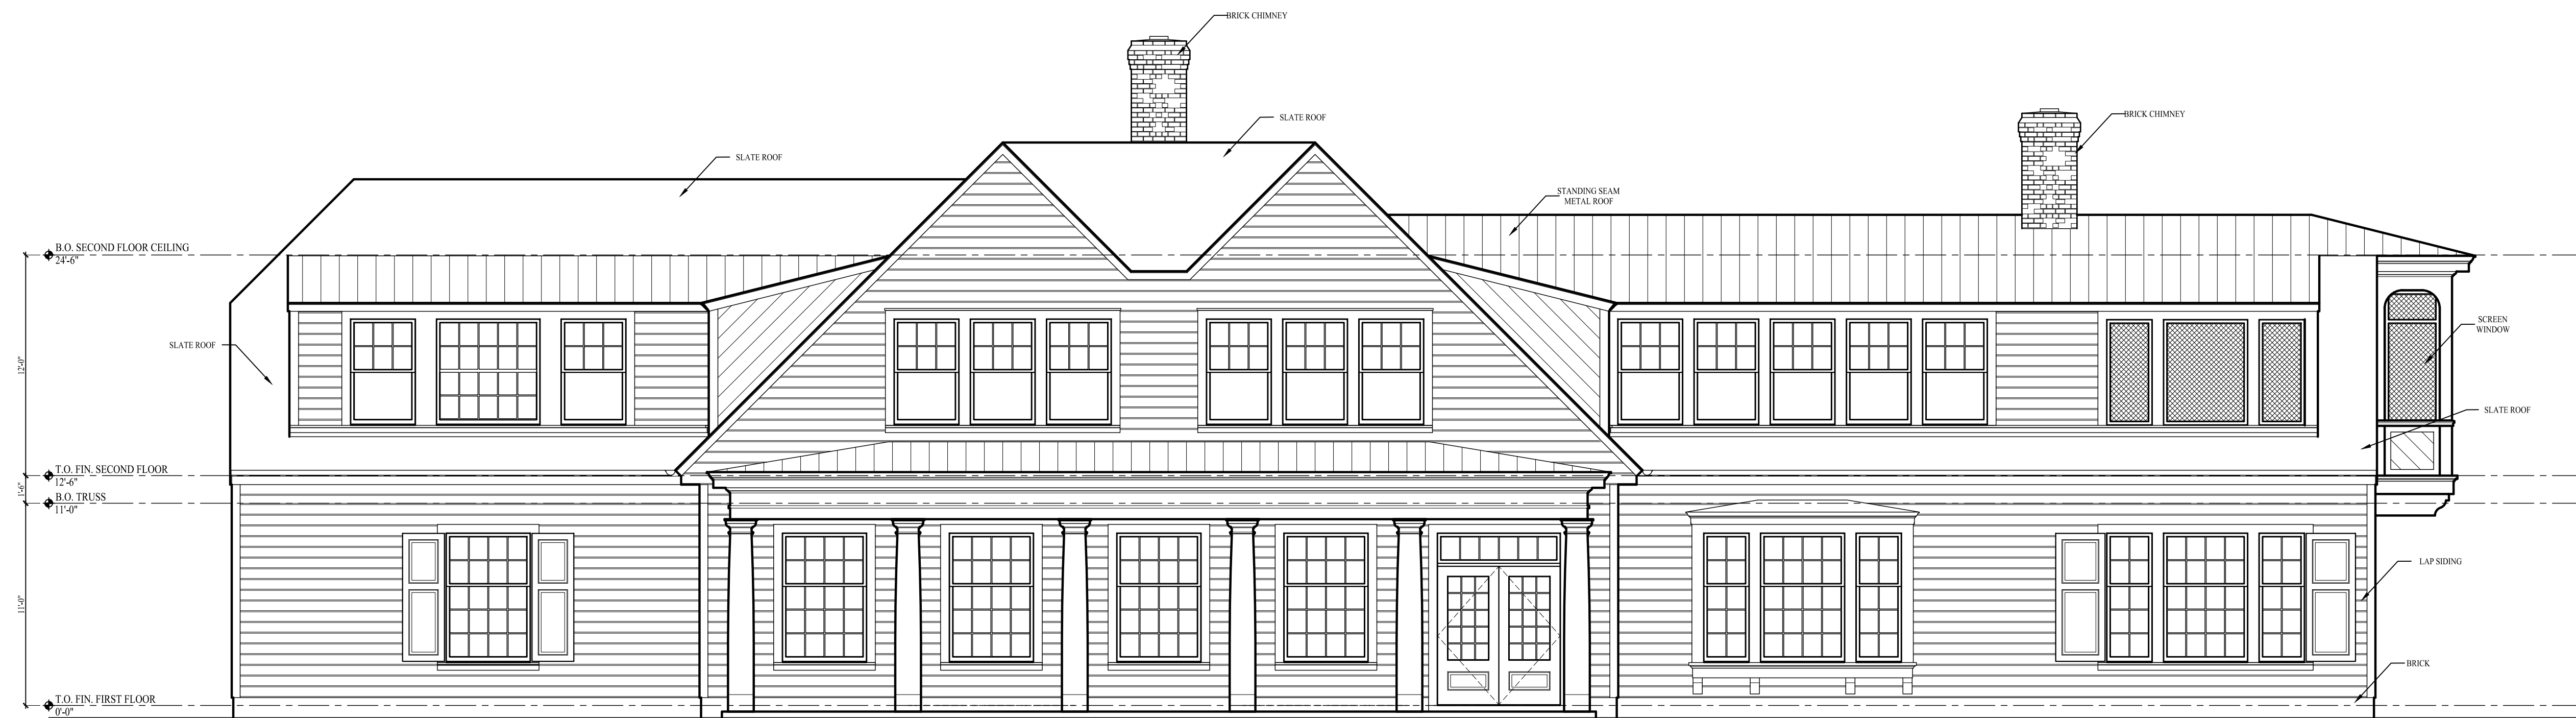 BRICK CHIMNEY
BRICK CHIMNEY
SLATE ROOF
SLATE ROOF
STANDING SEAM
METAL ROOF
B.O. SECOND FLOOR CEILING
24'-6"
SCREEN
WINDOW
SLATE ROOF
12'-0"
SLATE ROOF
T.O. FIN. SECOND FLOOR
12'-6"
1'-6"
B.O. TRUSS
11'-0"
LAP SIDING
11'-0"
BRICK
T.O. FIN. FIRST FLOOR
0'-0"